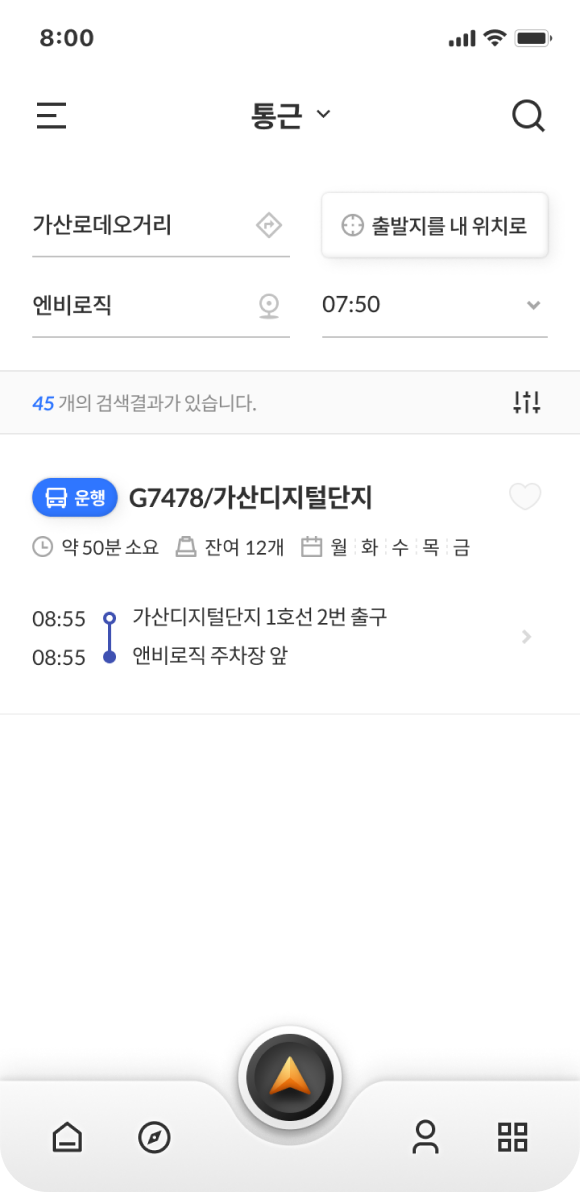 8:00
통근
가산로데오거리
출발지를 내 위치로
엔비로직
07:50
45 개의 검색결과가 있습니다.
운행 G7478/가산디지털단지
약 50분 소요 잔여 12개 월 화 수 목 금
08:55 가산디지털단지 1호선 2번 출구
08:55 앤비로직 주차장 앞